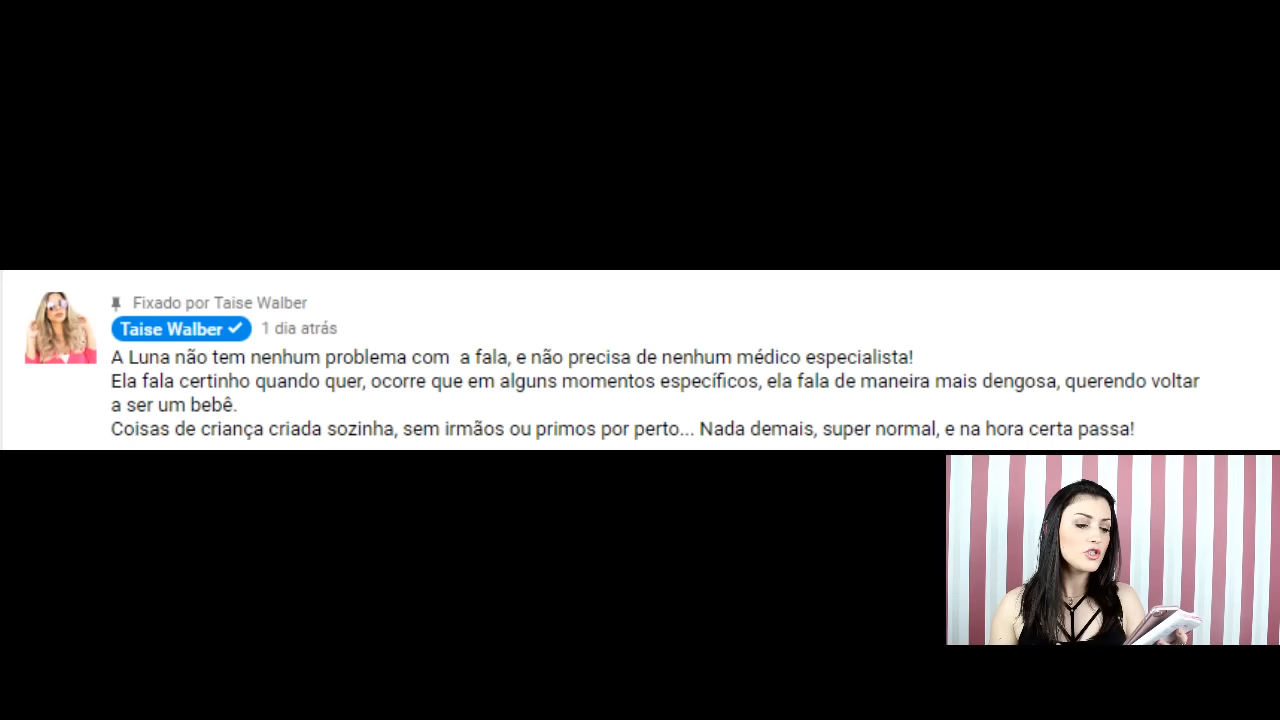 Fixado por Taise Walber
Taise Walber 1 dia atrás
A Luna não tem nenhum problema com  a fala, e não precisa de nenhum médico especialista!
Ela fala certinho quando quer, ocorre que em alguns momentos específicos, ela fala de maneira mais dengosa, querendo voltar
a ser um bebê.
Coisas de criança criada sozinha, sem irmãos ou primos por perto... Nada demais, super normal, e na hora certa passa!